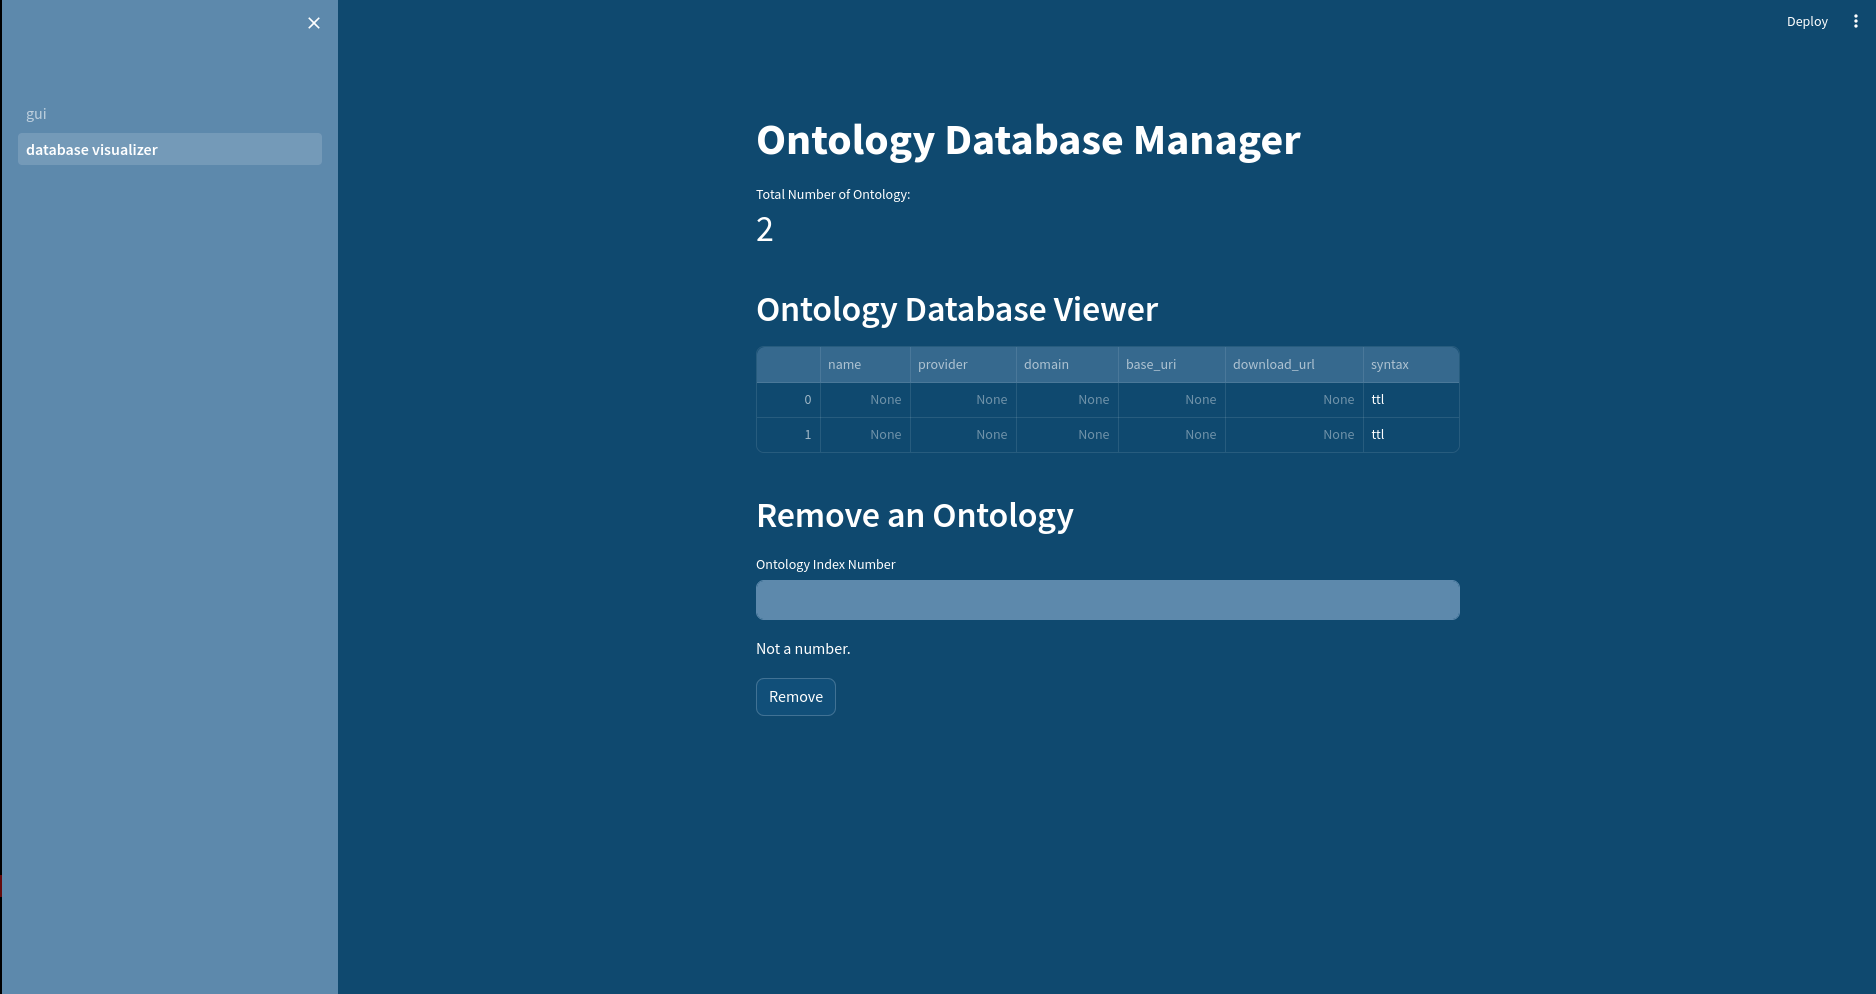 Deploy
gui
database visualizer
Ontology Database Manager
Total Number of Ontology:
2
Ontology Database Viewer
name provider domain base_uri download_url syntax
0 None None None None None ttl
1 None None None None None ttl
Remove an Ontology
Ontology Index Number
Not a number.
Remove